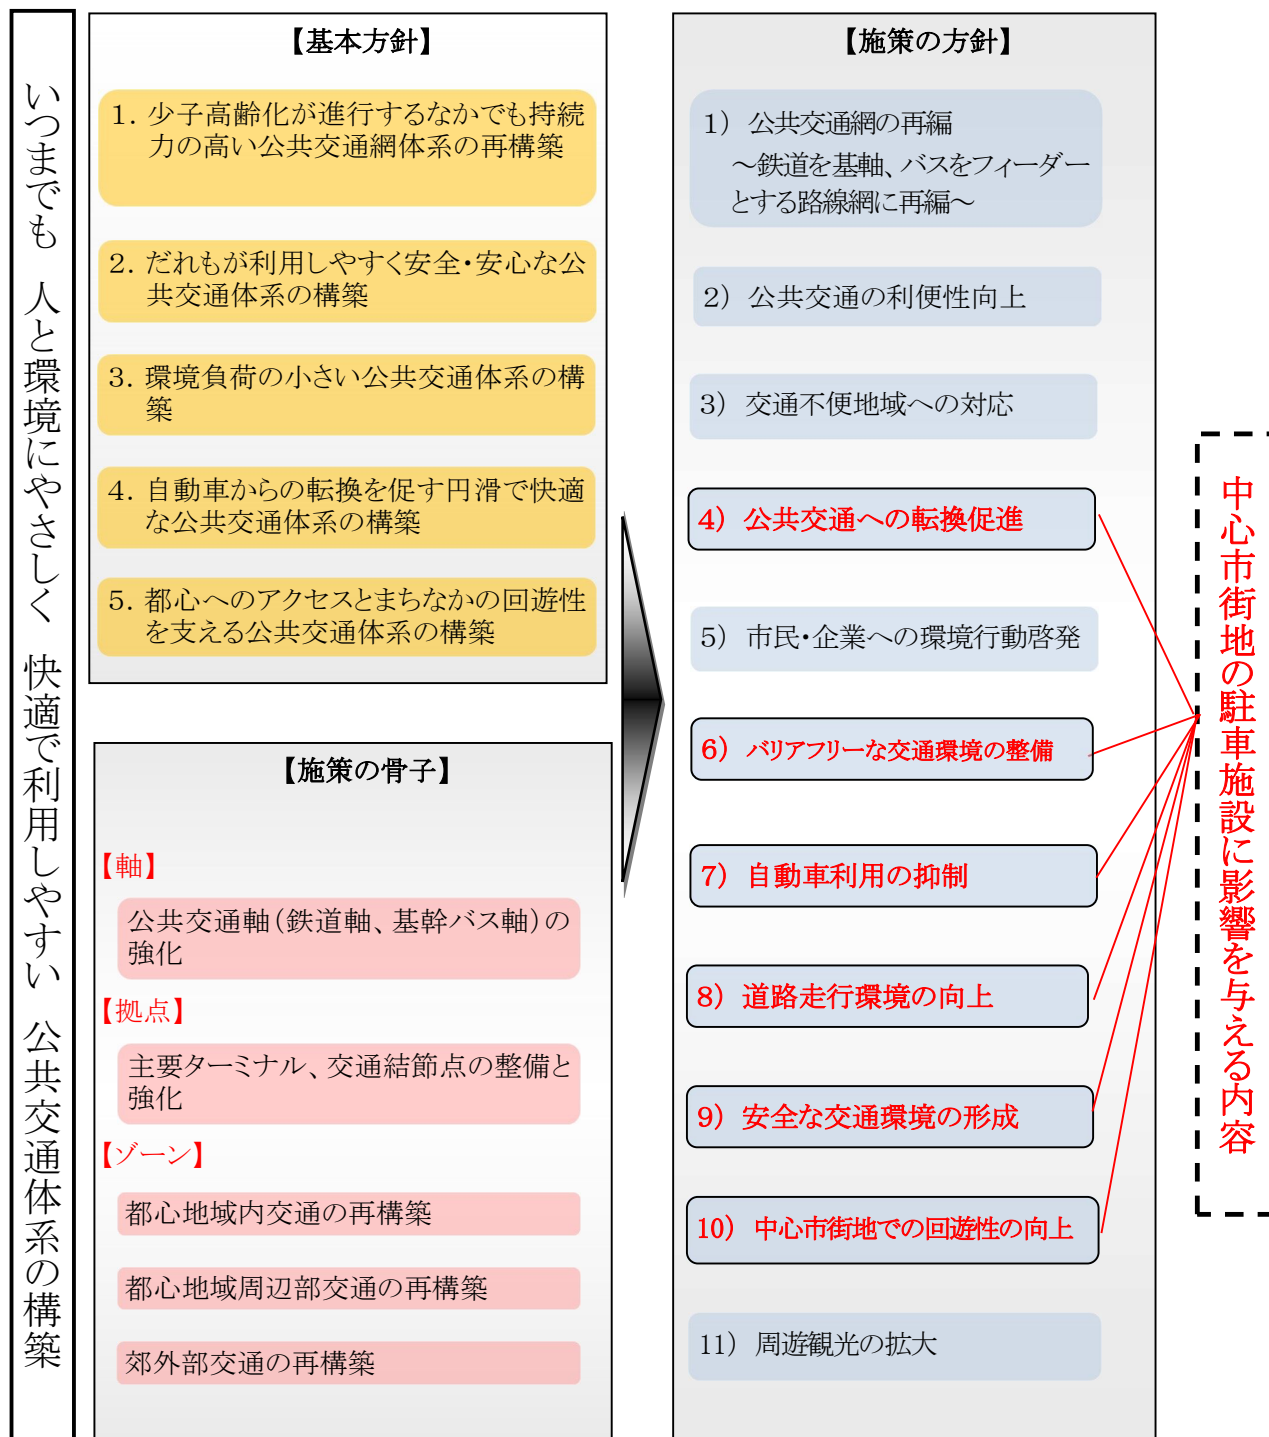 いつまでも 人と環境にやさしく 快適で利用しやすい 公共交通体系の構築
【基本方針】
1. 少子高齢化が進行するなかでも持続
力の高い公共交通網体系の再構築
2. だれもが利用しやすく安全・安心な公
共交通体系の構築
3. 環境負荷の小さい公共交通体系の構
築
4. 自動車からの転換を促す円滑で快適
な公共交通体系の構築
5. 都心へのアクセスとまちなかの回遊性
を支える公共交通体系の構築
【施策の骨子】
【軸】
公共交通軸(鉄道軸、基幹バス軸)の
強化
【拠点】
主要ターミナル、交通結節点の整備と
強化
【ゾーン】
都心地域内交通の再構築
都心地域周辺部交通の再構築
郊外部交通の再構築
【施策の方針】
1) 公共交通網の再編
~鉄道を基軸、バスをフィーダー
とする路線網に再編~
2) 公共交通の利便性向上
3) 交通不便地域への対応
4) 公共交通への転換促進
5) 市民・企業への環境行動啓発
6) バリアフリーな交通環境の整備
7) 自動車利用の抑制
8) 道路走行環境の向上
9) 安全な交通環境の形成
10) 中心市街地での回遊性の向上
11) 周遊観光の拡大
中心市街地の駐車施設に影響を与える内容